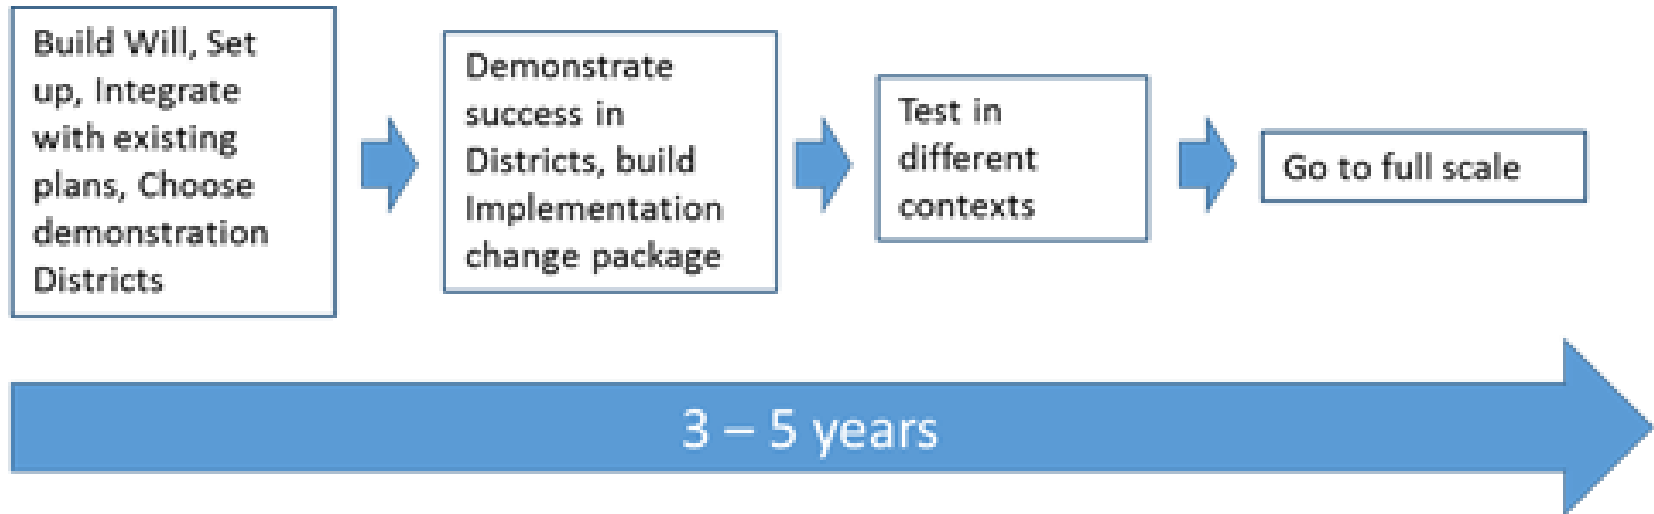 Build Will, Set
up, Integrate
with existing
plans, Choose
demonstration
Districts
Demonstrate
success in
Districts, build
Implementation
change package
Test in
different
contexts
Go to full scale
3 – 5 years